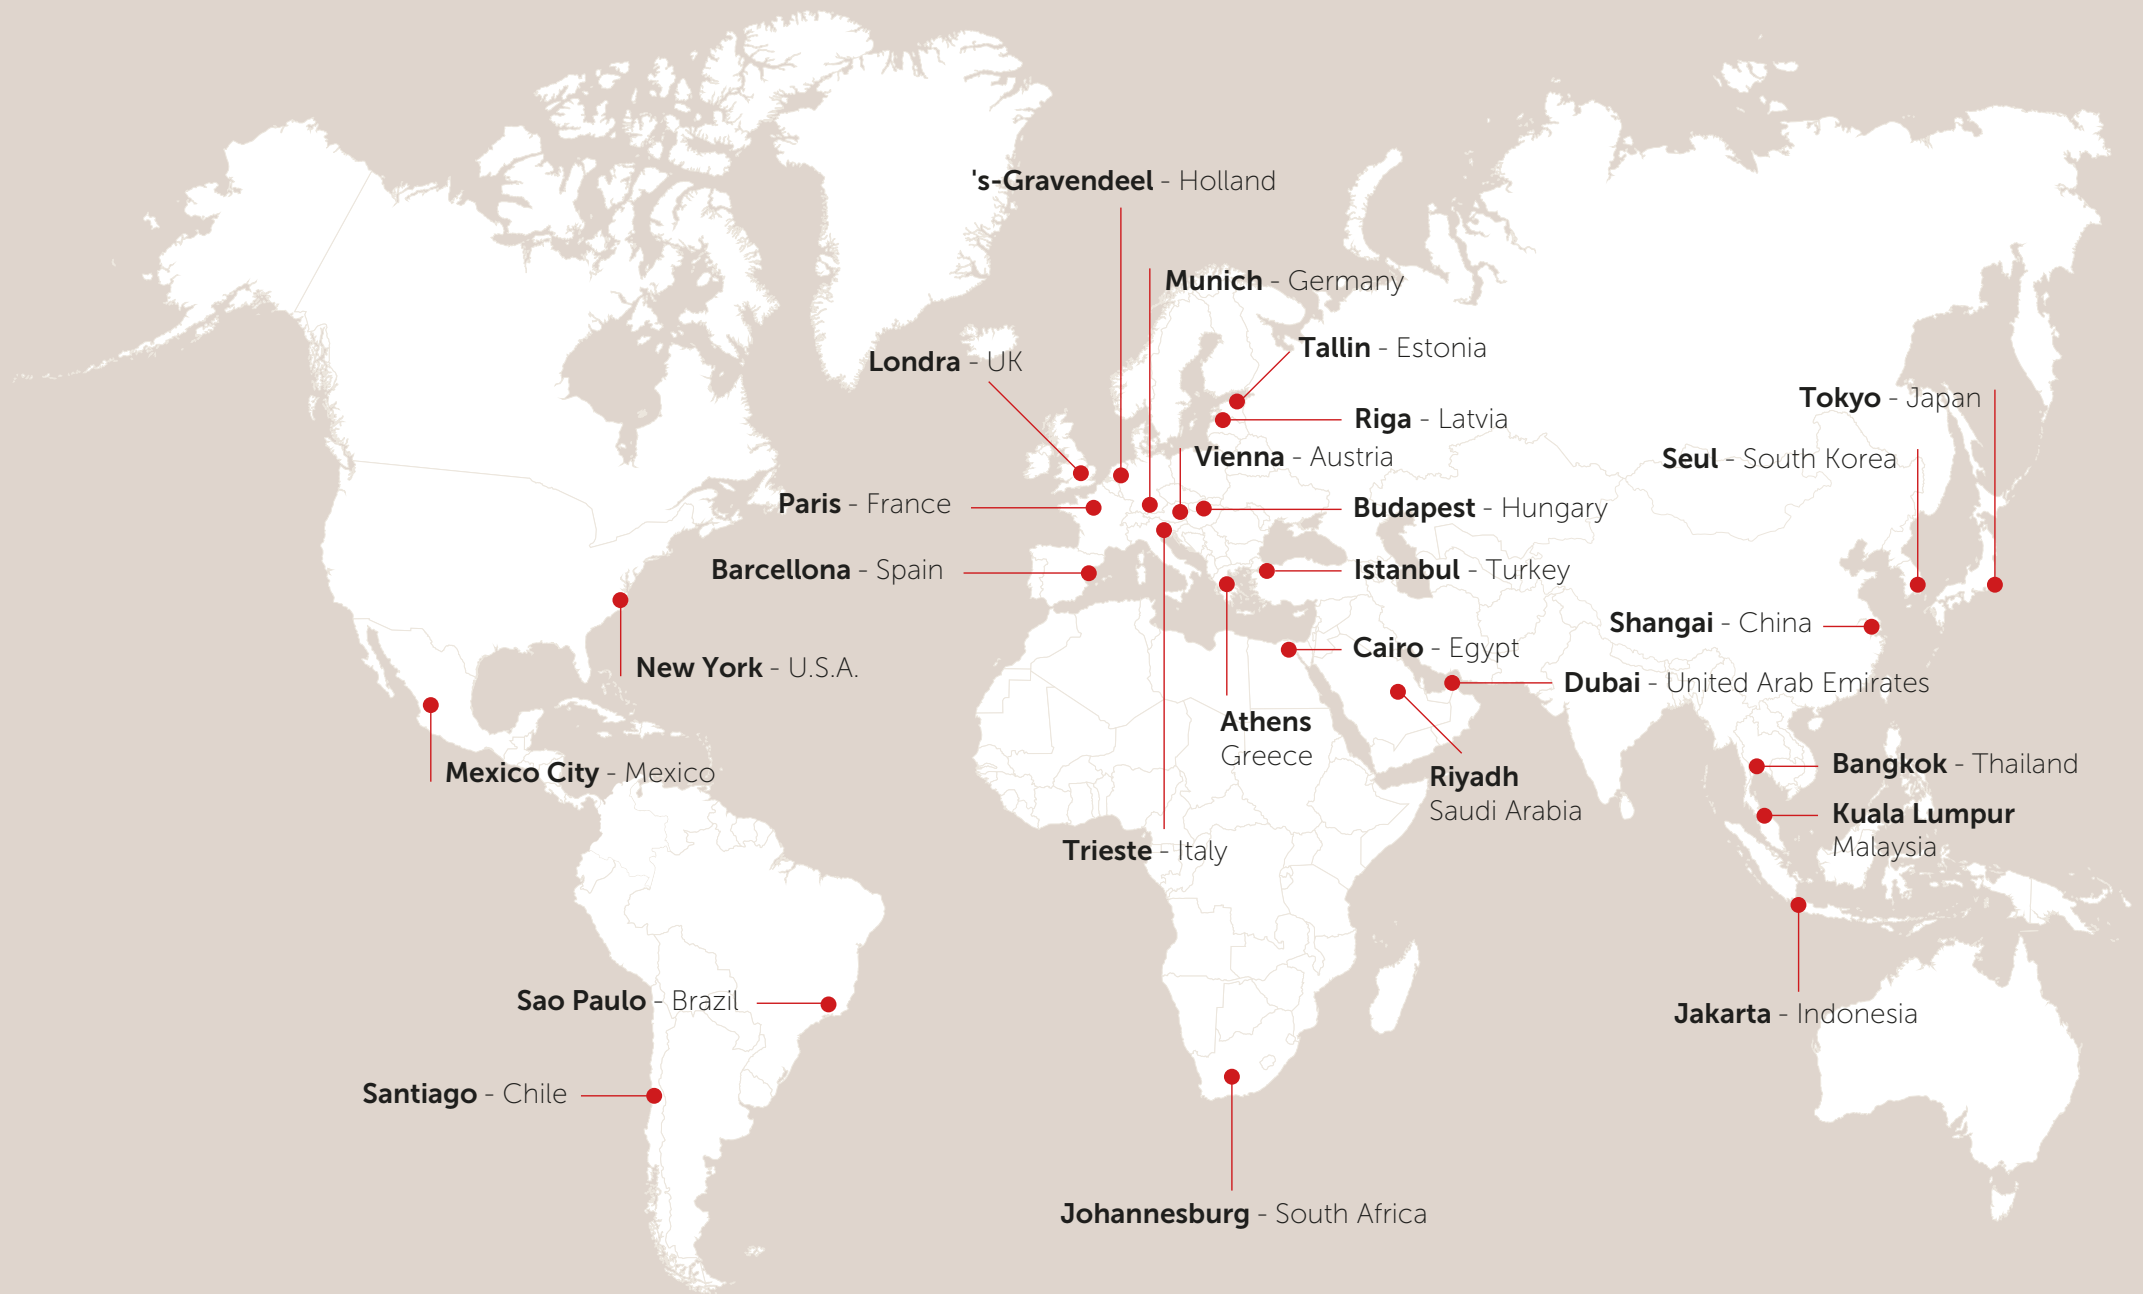 's-Gravendeel - Holland
Munich - Germany
Tallin - Estonia
Londra - UK
Tokyo - Japan
Riga - Latvia
Vienna - Austria
Seul - South Korea
Paris - France
Budapest - Hungary
Barcellona - Spain
Istanbul - Turkey
Shangai - China
Cairo - Egypt
New York - U.S.A.
Dubai - United Arab Emirates
Athens
Greece
Mexico City - Mexico
Riyadh
Saudi Arabia
Bangkok - Thailand
Kuala Lumpur
Malaysia
Trieste - Italy
Sao Paulo - Brazil
Jakarta - Indonesia
Santiago - Chile
Johannesburg - South Africa